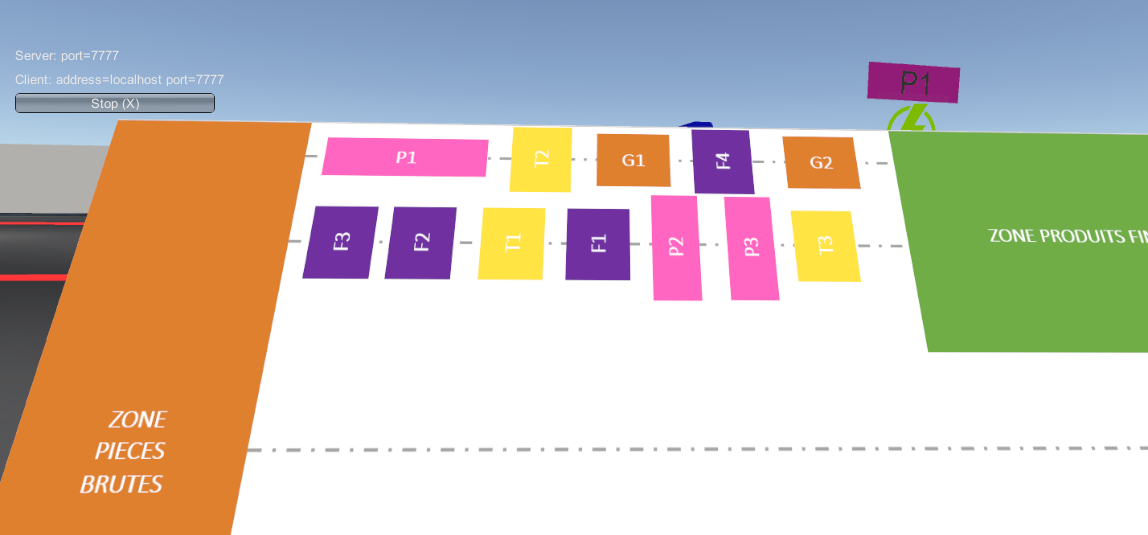 Server: port=7777
Client: address=localhost port=7777
Stop (X)
P1
P1
T2
G1
F4
G2
F3
F2
T1
F1
P2
P3
T3
ZONE PRODUITS
ZONE
PIECES
BRUTES